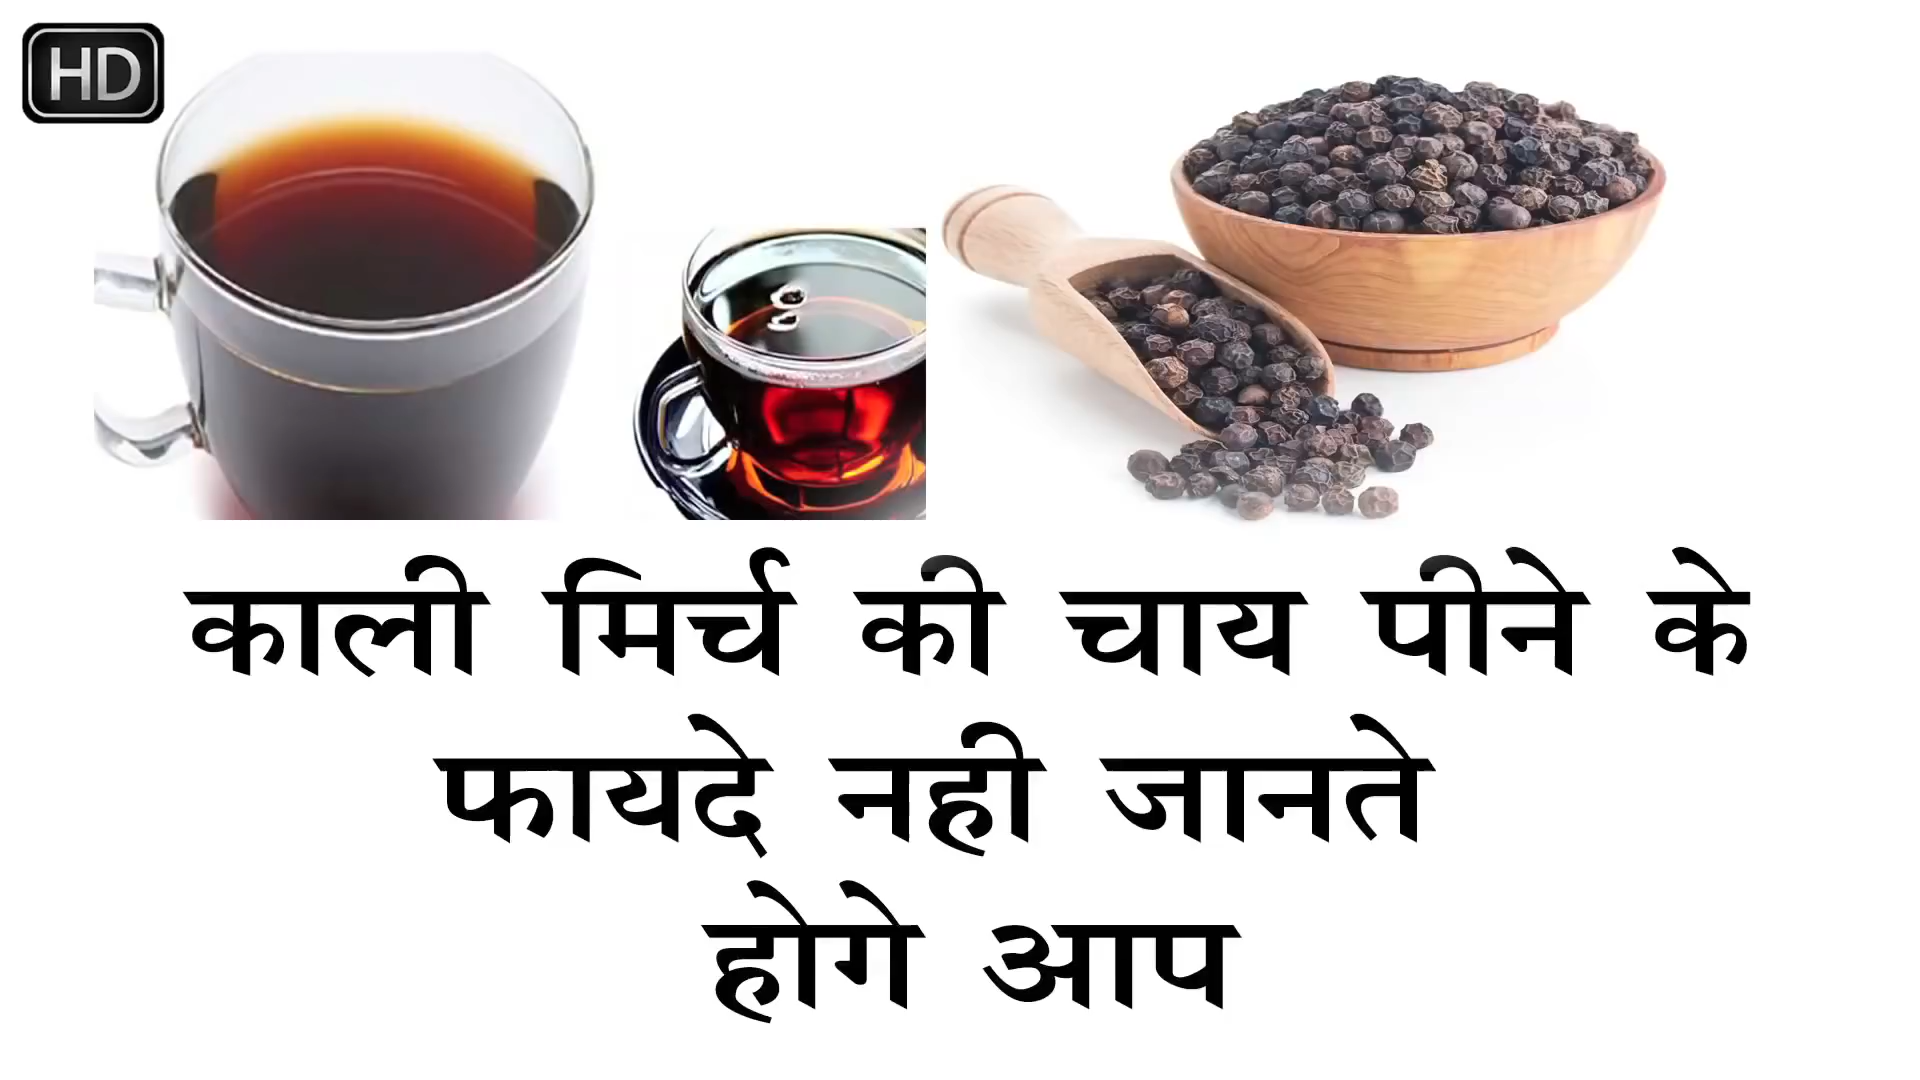 HD
काली मिर्च की चाय पीने के
फायदे नही जानते
होगे आप